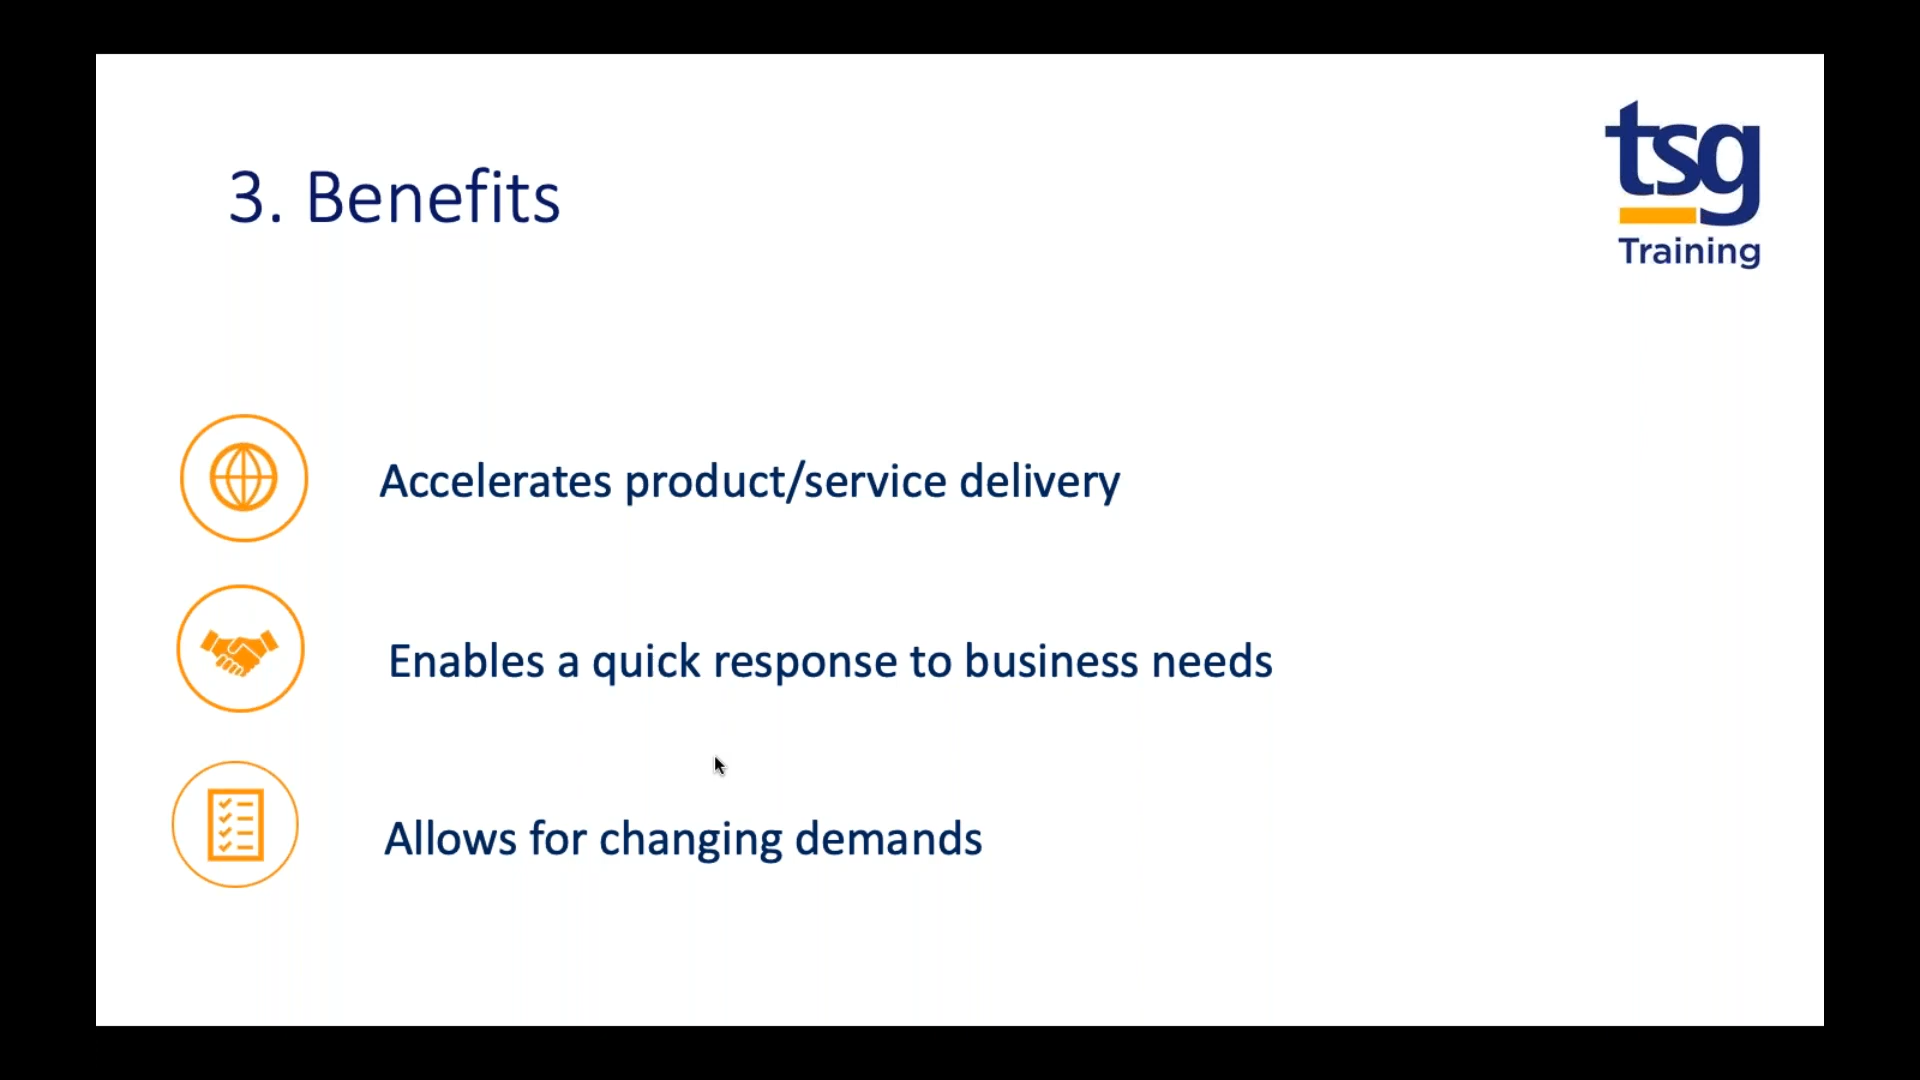 tsg
Training
3. Benefits
Accelerates product/service delivery
Enables a quick response to business needs
Allows for changing demands